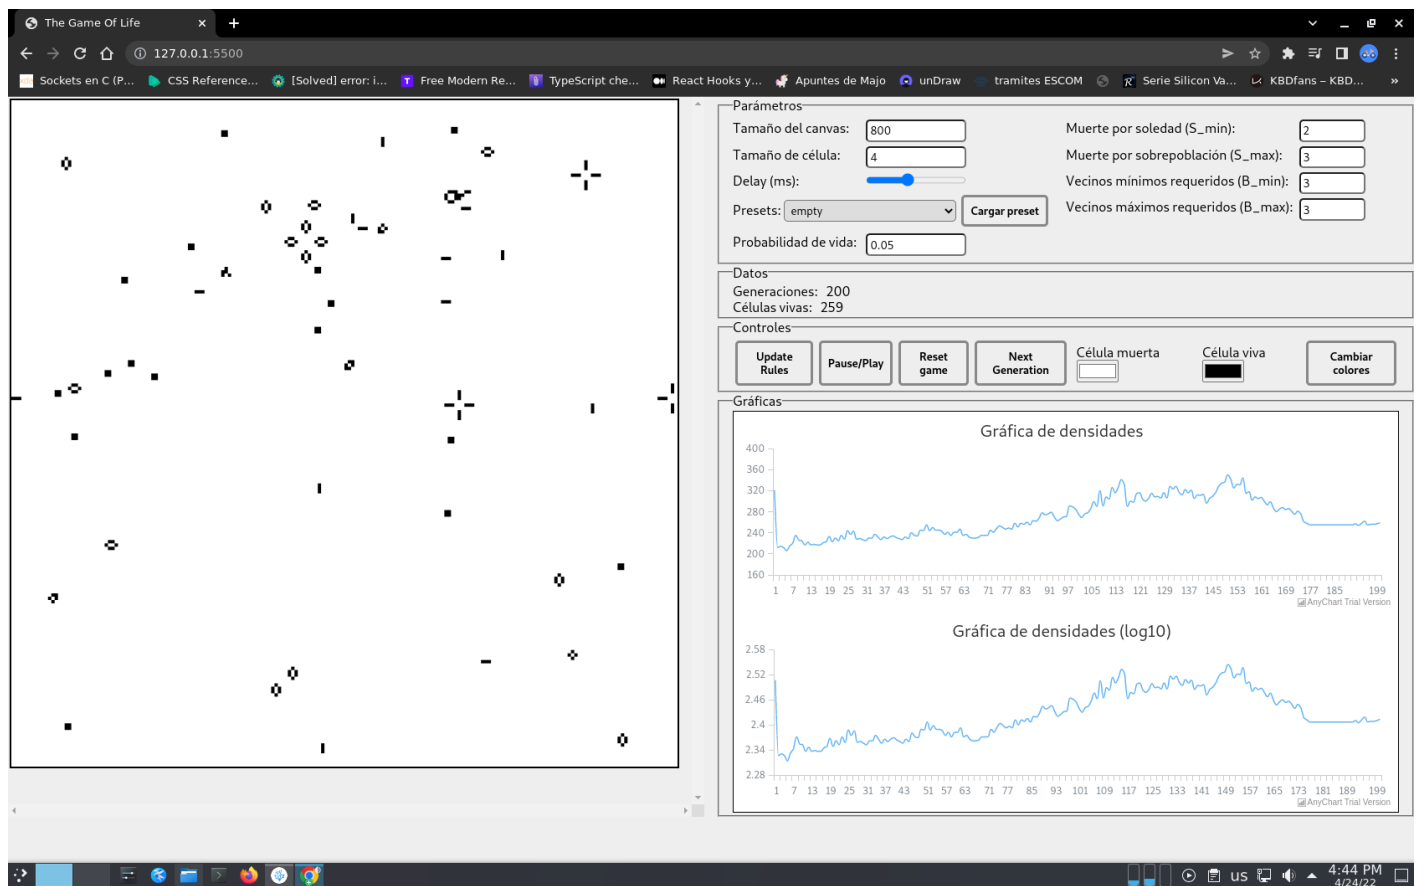 The Game Of Life
127.0.0.1:5500
Sockets en C (P... CSS Reference... [Solved] error: i... Free Modern Re... TypeScript che... React Hooks y... Apuntes de Majo unDraw tramites ESCOM Serie Silicon Va... KBDfans – KBD... »
Parámetros
Tamaño del canvas: 800 Muerte por soledad (S_min): 2
Tamaño de célula: 4 Muerte por sobrepoblación (S_max): 3
Delay (ms): Vecinos mínimos requeridos (B_min): 3
Presets: empty Cargar preset Vecinos máximos requeridos (B_max): 3
Probabilidad de vida: 0.05
Datos
Generaciones: 200
Células vivas: 259
Controles
Update Rules Pause/Play Reset game Next Generation Célula muerta Célula viva Cambiar colores
Gráficas
Gráfica de densidades
400
360
320
280
240
200
160
1 7 13 19 25 31 37 43 51 57 63 71 77 83 91 97 105 113 121 129 137 145 153 161 169 177 185 199
AnyChart Trial Version
Gráfica de densidades (log10)
2.58
2.52
2.46
2.4
2.34
2.28
1 7 13 19 25 31 37 43 51 57 63 71 77 85 93 101 109 117 125 133 141 149 157 165 173 181 189 199
AnyChart Trial Version
us 4:44 PM
4/24/22